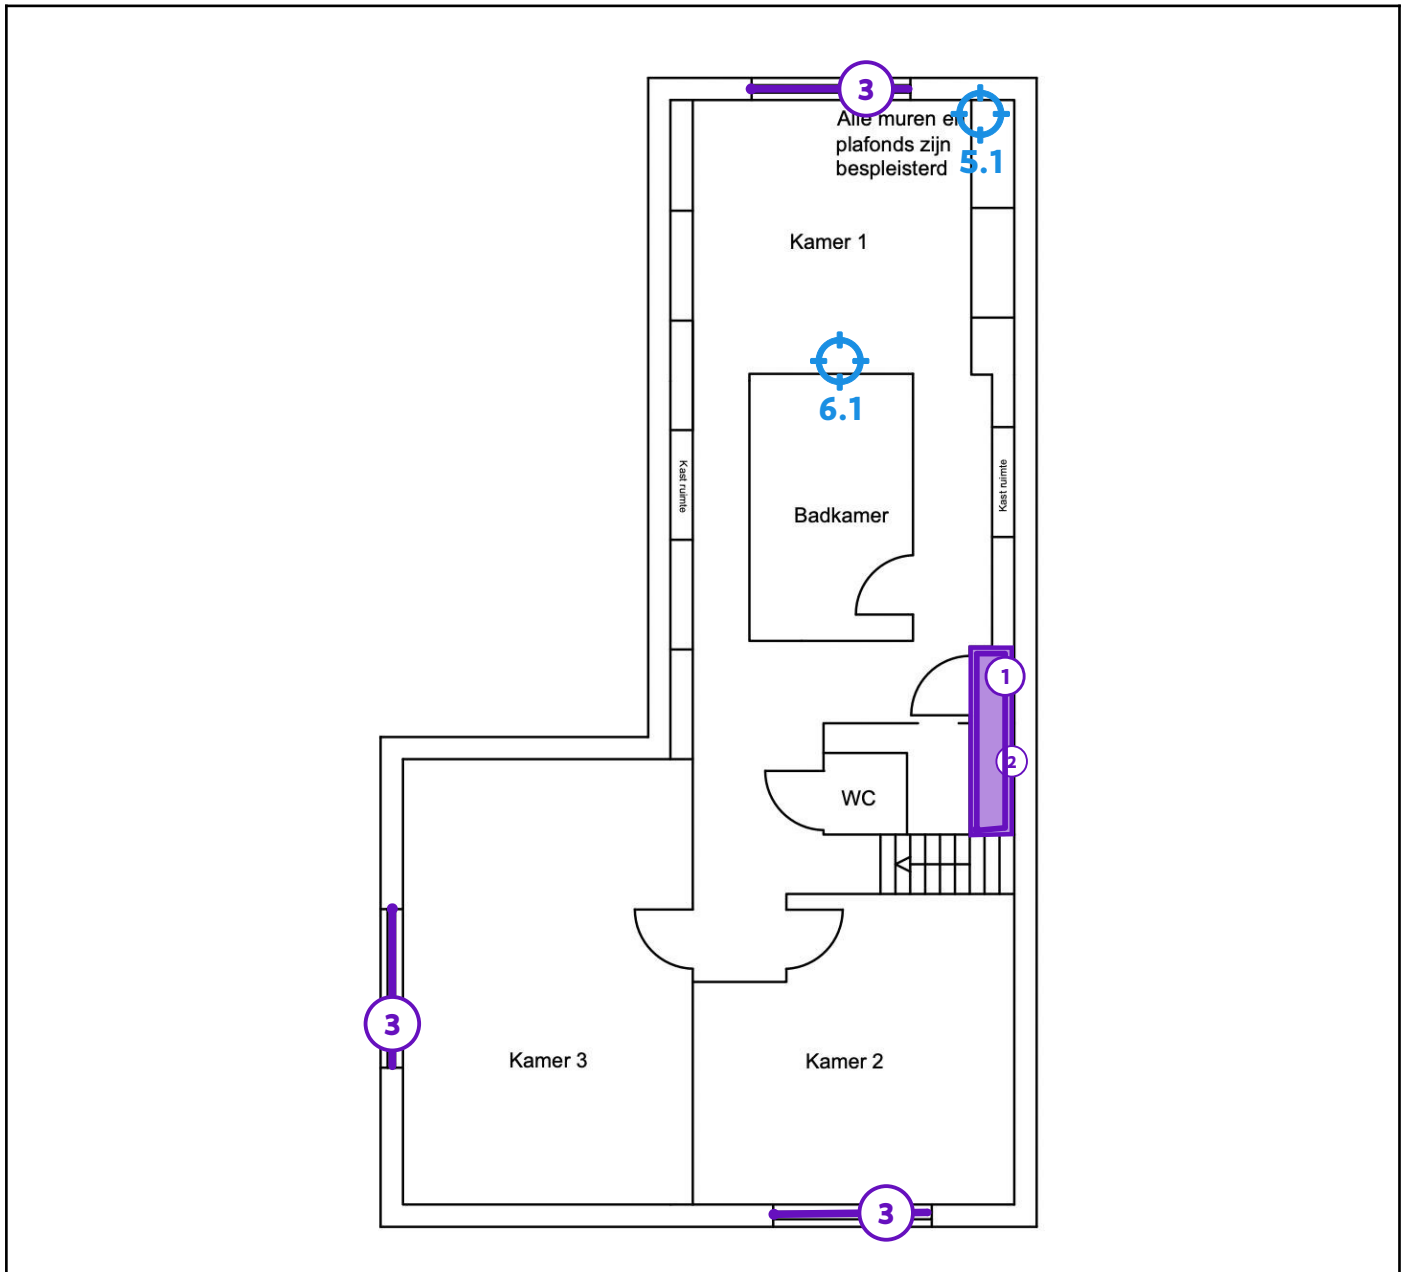 3
Alle muren en
plafonds zijn
bespleisterd
5.1
Kamer 1
6.1
Kast ruimte
Kast ruimte
Badkamer
1
2
WC
3
Kamer 3
Kamer 2
3